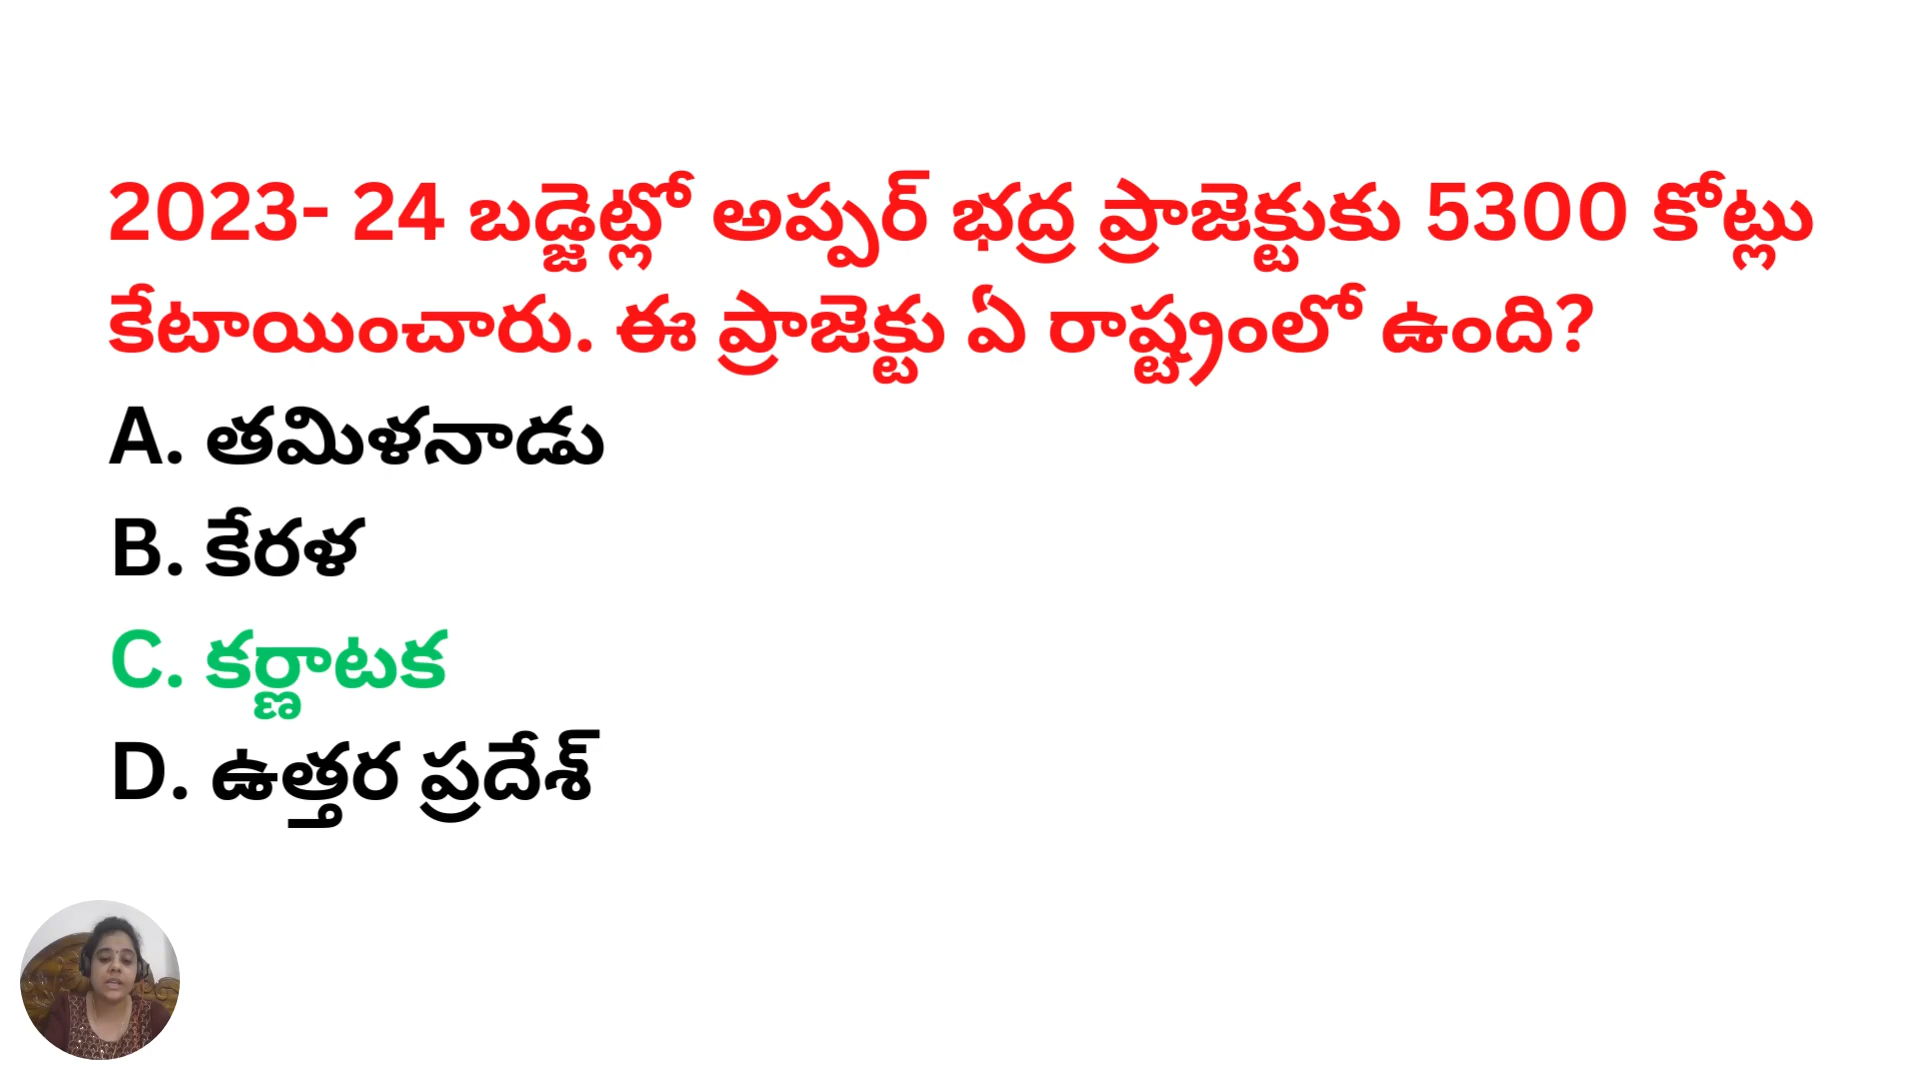 2023- 24 బడ్జెట్లో అప్పర్ భద్ర ప్రాజెక్టుకు 5300 కోట్లు
కేటాయించారు. ఈ ప్రాజెక్టు ఏ రాష్ట్రంలో ఉంది?
A. తమిళనాడు
B. కేరళ
C. కర్ణాటక
D. ఉత్తర ప్రదేశ్